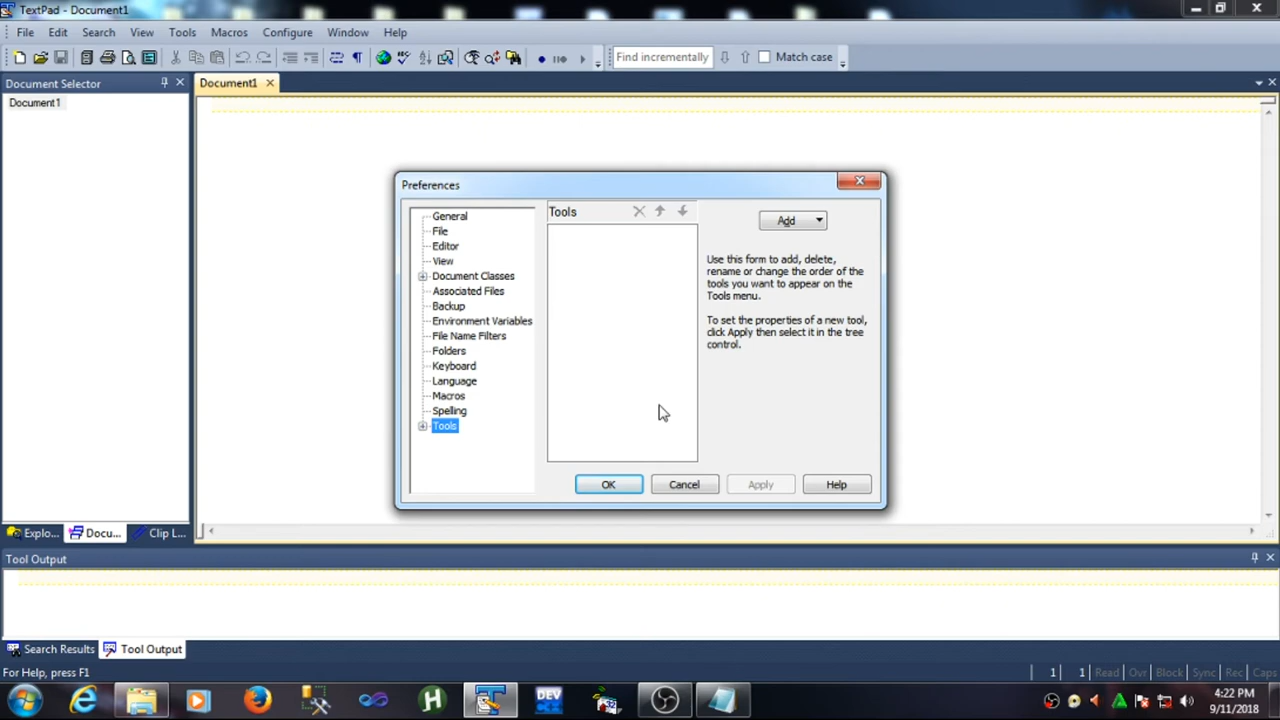 TextPad - Document1
File Edit Search View Tools Macros Configure Window Help
Find incrementally Match case
Document Selector
Document1
Document1
Preferences
General
File
Editor
View
Document Classes
Associated Files
Backup
Environment Variables
File Name Filters
Folders
Keyboard
Language
Macros
Spelling
Tools
Tools
Add
Use this form to add, delete,
rename or change the order of the
tools you want to appear on the
Tools menu.
To set the properties of a new tool,
click Apply then select it in the tree
control.
OK Cancel Apply Help
Explo... Docu... Clip L...
Tool Output
Search Results Tool Output
For Help, press F1
1 1 Read Ovr Block Sync Rec Caps
DEV
4:22 PM
9/11/2018